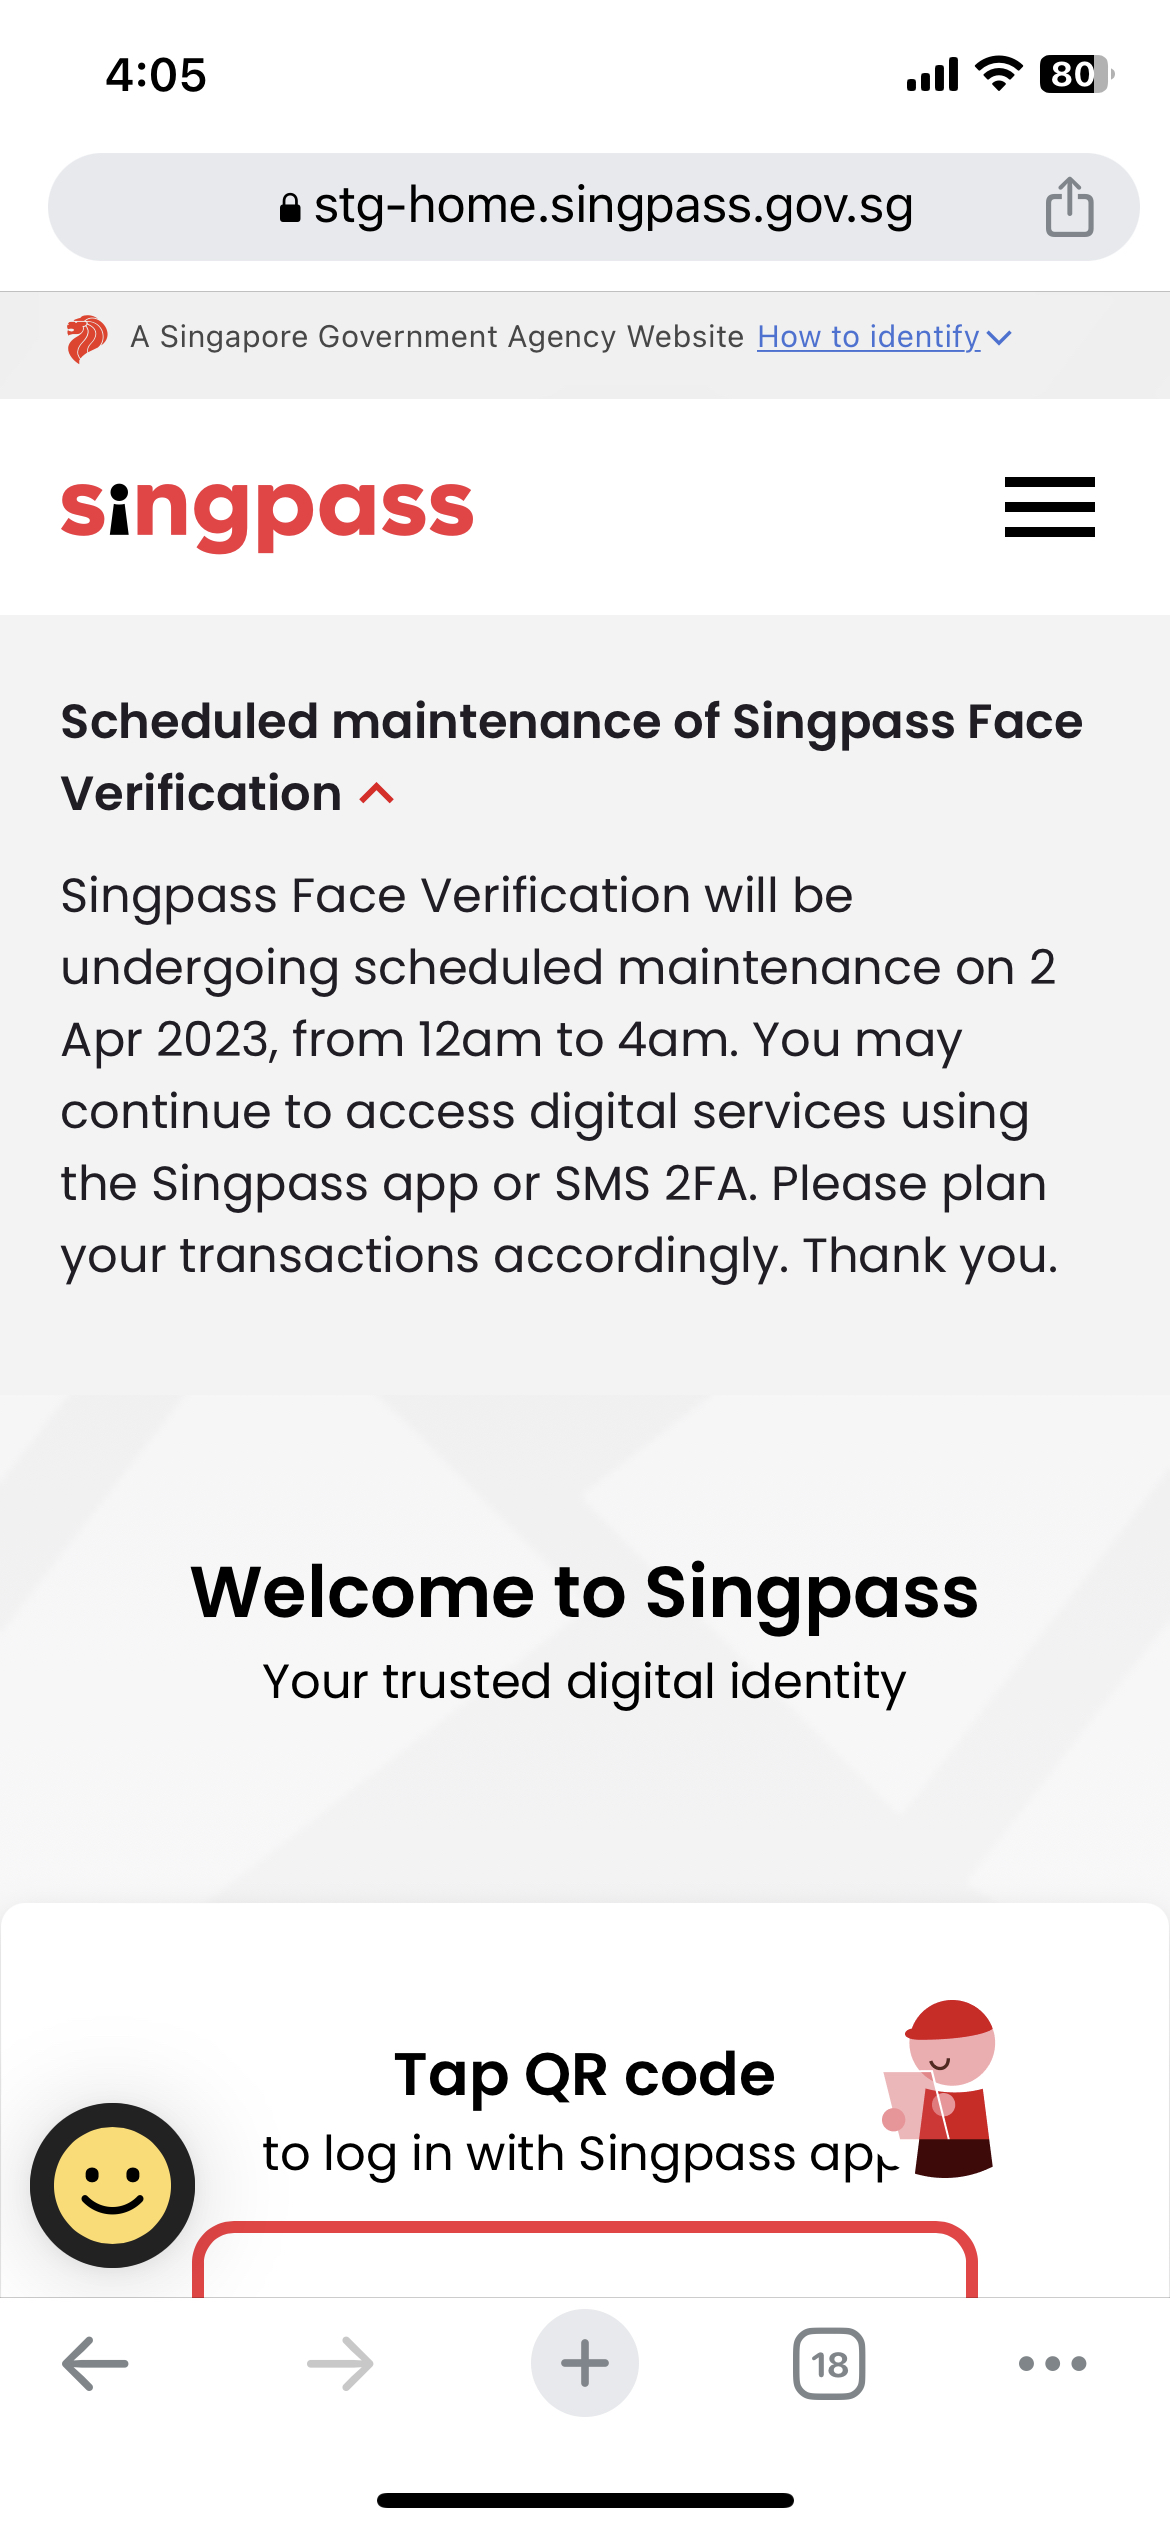 4:05
80
stg-home.singpass.gov.sg
A Singapore Government Agency Website How to identify
singpass
Scheduled maintenance of Singpass Face
Verification
Singpass Face Verification will be
undergoing scheduled maintenance on 2
Apr 2023, from 12am to 4am. You may
continue to access digital services using
the Singpass app or SMS 2FA. Please plan
your transactions accordingly. Thank you.
Welcome to Singpass
Your trusted digital identity
Tap QR code
to log in with Singpass app
18